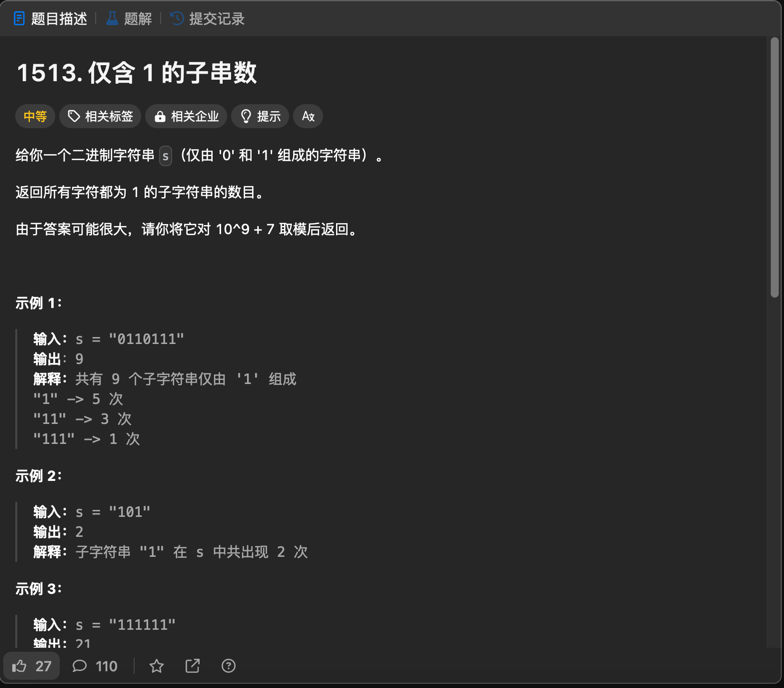 题目描述 | 题解 | 提交记录
1513. 仅含 1 的子串数
中等 相关标签 相关企业 提示
给你一个二进制字符串 s（仅由 '0' 和 '1' 组成的字符串）。
返回所有字符都为 1 的子字符串的数目。
由于答案可能很大，请你将它对 10^9 + 7 取模后返回。
示例 1：
输入：s = "0110111"
输出：9
解释：共有 9 个子字符串仅由 '1' 组成
"1" -> 5 次
"11" -> 3 次
"111" -> 1 次
示例 2：
输入：s = "101"
输出：2
解释：子字符串 "1" 在 s 中共出现 2 次
示例 3：
输入：s = "111111"
输出：21
27 110